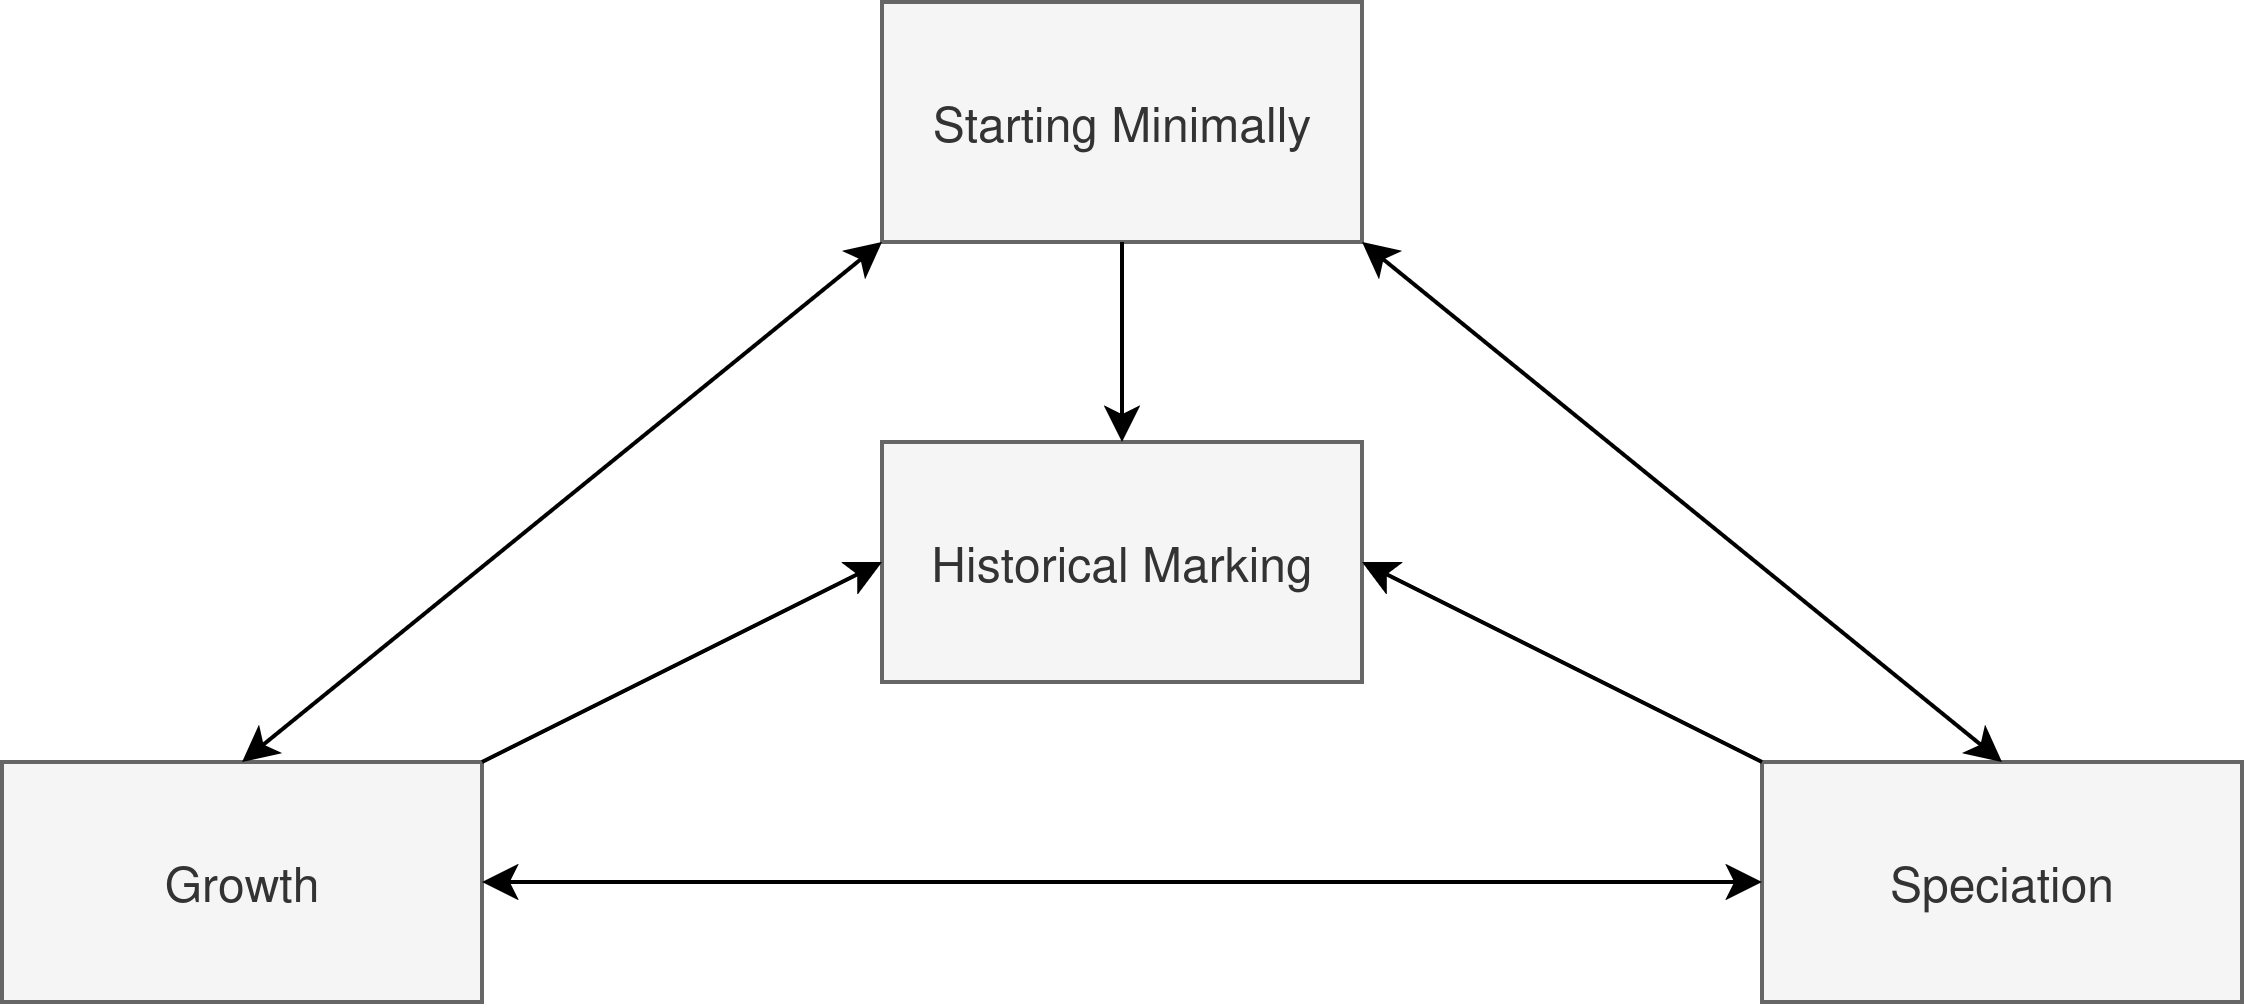 Starting Minimally
Historical Marking
Growth
Speciation